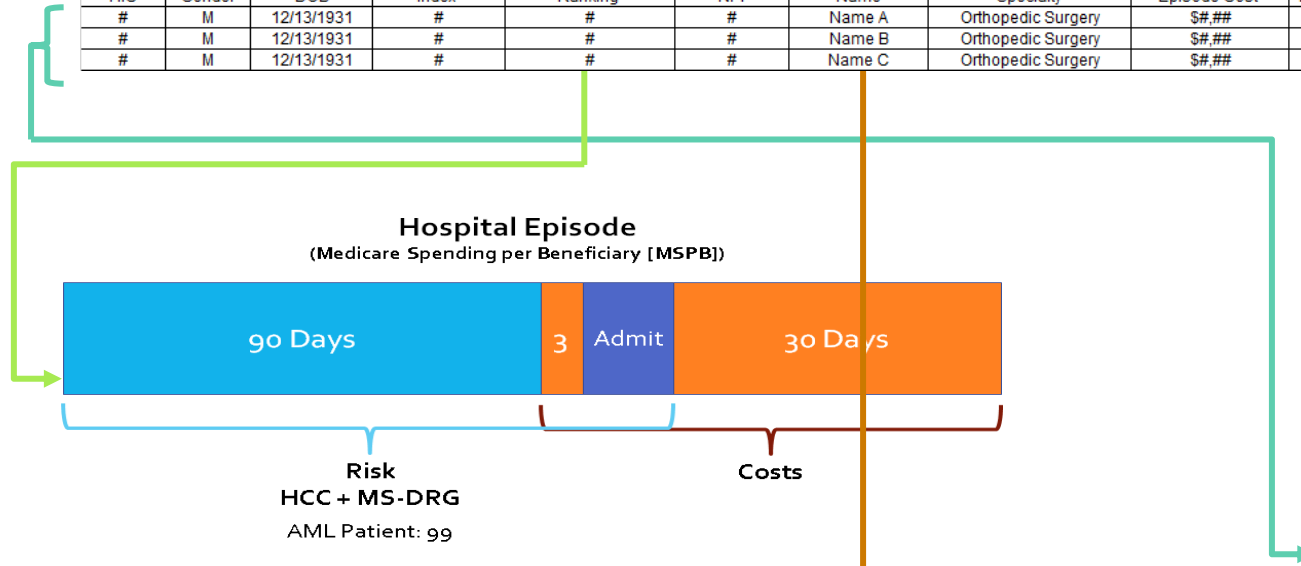 # M 12/13/1931 # # # Name A Orthopedic Surgery $#,##
# M 12/13/1931 # # # Name B Orthopedic Surgery $#,##
# M 12/13/1931 # # # Name C Orthopedic Surgery $#,##
Hospital Episode
(Medicare Spending per Beneficiary [MSPB])
90 Days 3 Admit 30 Days
Risk Costs
HCC + MS-DRG
AML Patient: 99